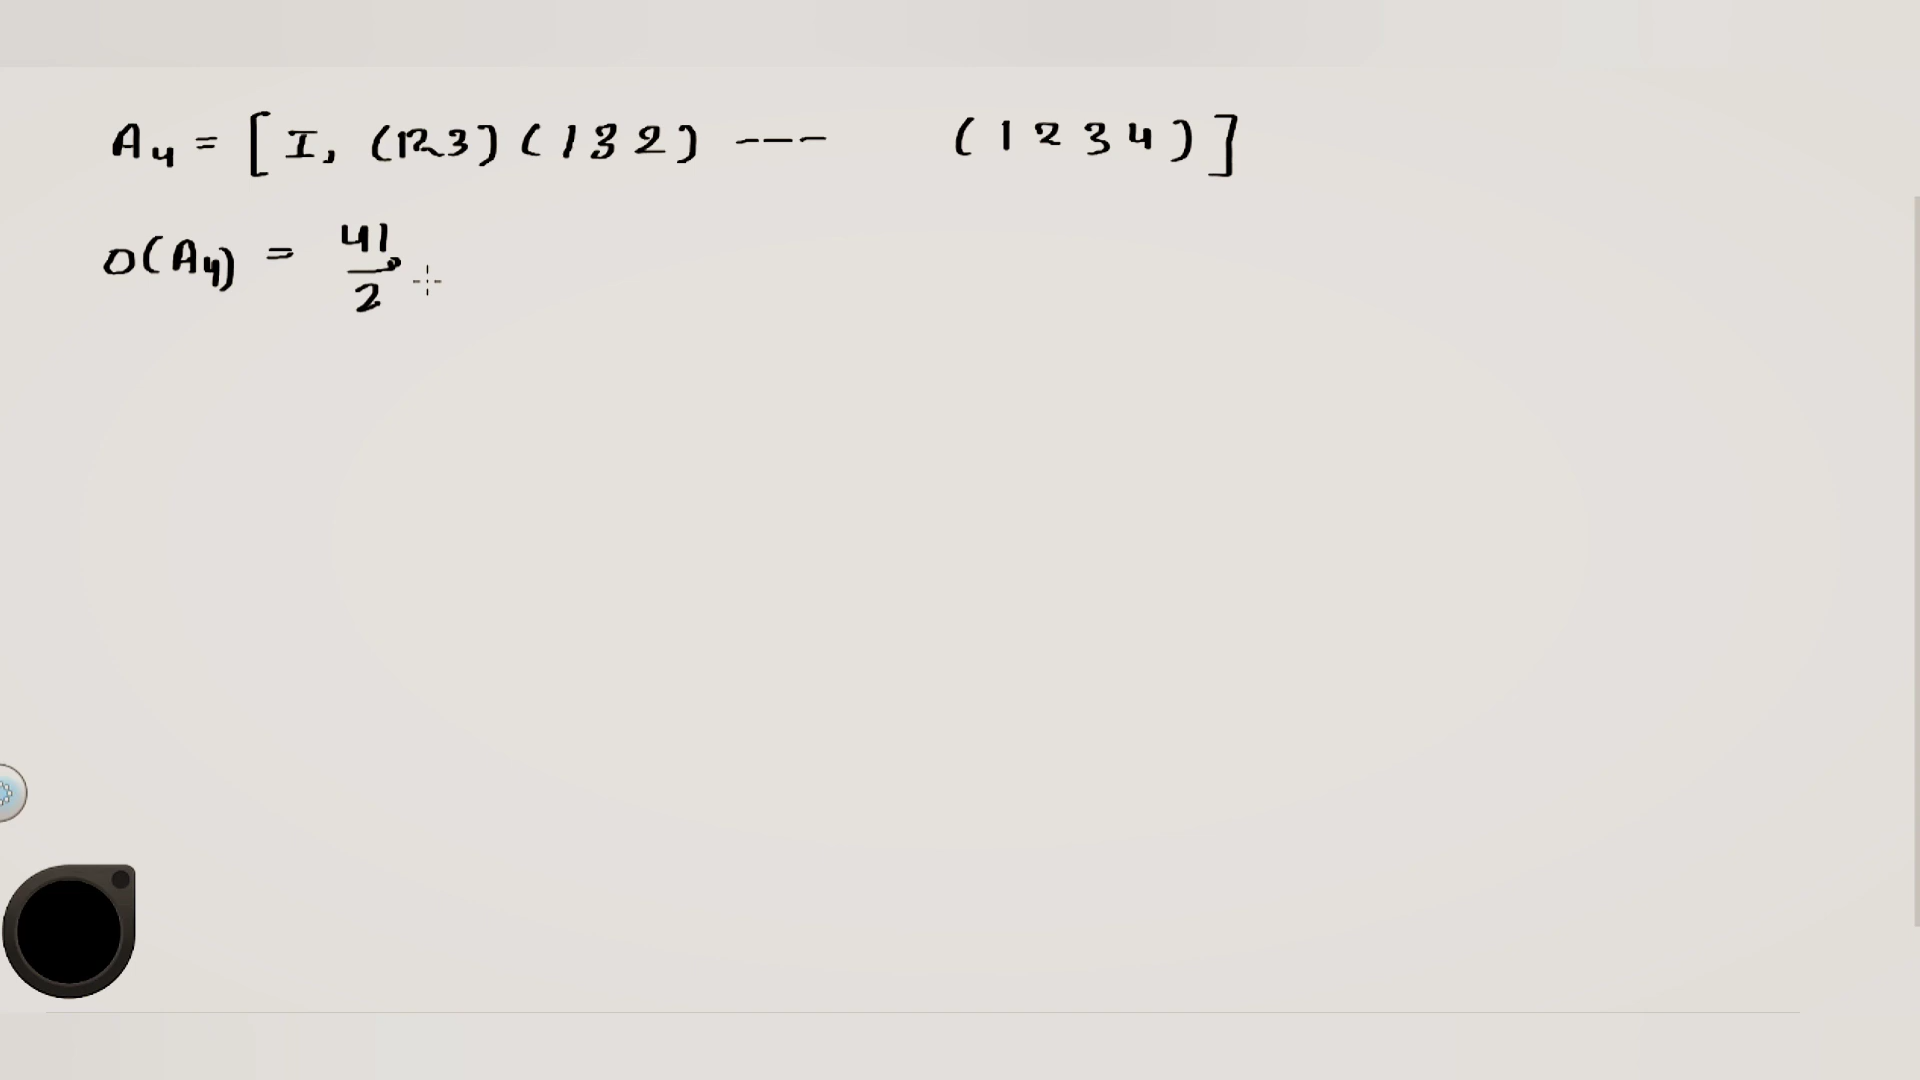 A₄ = [ I, (123) (132) --- (1234) ]
O(A₄) = 4!/2